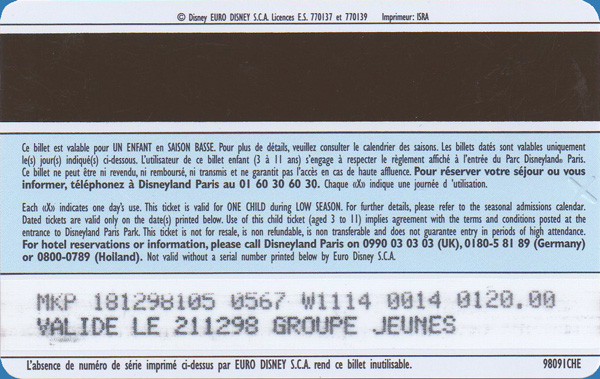 © Disney EURO DISNEY S.C.A. Licences E.S. 770137 et 770139 Imprimeur: ISRA
Ce billet est valable pour UN ENFANT en SAISON BASSE. Pour plus de détails, veuillez consulter le calendrier des saisons. Les billets datés sont valables uniquement
le(s) jour(s) indiqué(s) ci-dessous. L'utilisateur de ce billet enfant (3 à 11 ans) s'engage à respecter le règlement affiché à l'entrée du Parc Disneyland® Paris.
Ce billet ne peut être ni revendu, ni remboursé, ni transmis et ne garantit pas l'accès en cas de haute affluence. Pour réserver votre séjour ou vous
informer, téléphonez à Disneyland Paris au 01 60 30 60 30. Chaque «X» indique une journée d 'utilisation.
Each «X» indicates one day's use. This ticket is valid for ONE CHILD during LOW SEASON. For further details, please refer to the seasonal admissions calendar.
Dated tickets are valid only on the date(s) printed below. Use of this child ticket (aged 3 to 11) implies agreement with the terms and conditions posted at the
entrance to Disneyland Paris Park. This ticket is not for resale, is non refundable, is non transferable and does not guarantee entry in periods of high attendance.
For hotel reservations or information, please call Disneyland Paris on 0990 03 03 03 (UK), 0180-5 81 89 (Germany)
or 0800-0789 (Holland). Not valid without a serial number printed below by Euro Disney S.C.A.
MKP 181298105 0567 W1114 0014 0120.00
VALIDE LE 211298 GROUPE JEUNES
L'absence de numéro de série imprimé ci-dessus par EURO DISNEY S.C.A. rend ce billet inutilisable. 98091CHE